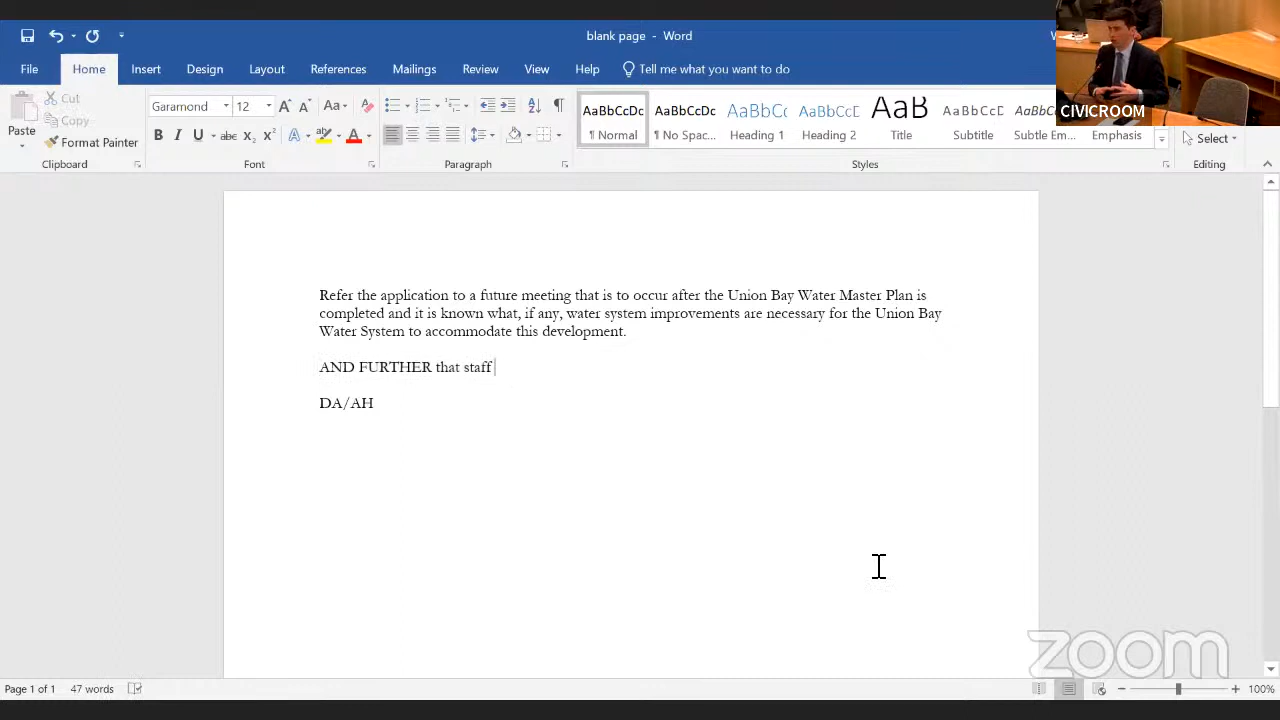 blank page - Word
W
File Home Insert Design Layout References Mailings Review View Help Tell me what you want to do
CIVICROOM
Paste
Cut
Copy
Format Painter
Clipboard
Garamond 12
Font
Paragraph
AaBbCcDc AaBbCcDc AaBbC AaBbCcE AaB AaBbCcD AaBbC
¶ Normal ¶ No Spac... Heading 1 Heading 2 Title Subtitle Subtle Em... Emphasis
Styles
Select
Editing
Refer the application to a future meeting that is to occur after the Union Bay Water Master Plan is
completed and it is known what, if any, water system improvements are necessary for the Union Bay
Water System to accommodate this development.
AND FURTHER that staff
DA/AH
zoom
Page 1 of 1 47 words
100%